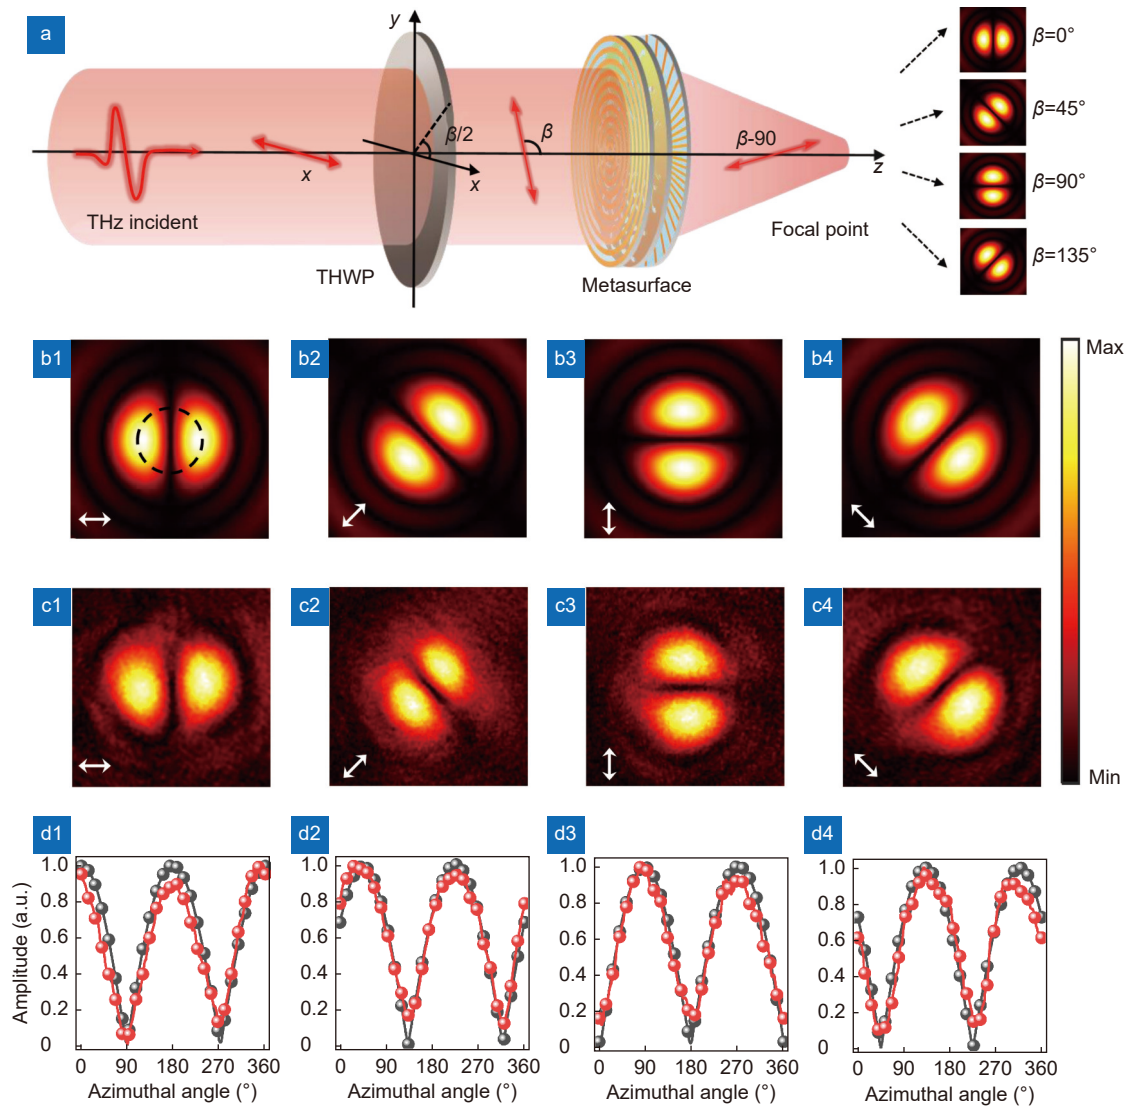 a
y
β=0°
β=45°
β/2
β
β-90
x
x
z
β=90°
THz incident
Focal point
β=135°
THWP
Metasurface
b1
b2
b3
b4
Max
c1
c2
c3
c4
Min
d1
d2
d3
d4
Amplitude (a.u.)
1.0
0.8
0.6
0.4
0.2
0
0 90 180 270 360
Azimuthal angle (°)
1.0
0.8
0.6
0.4
0.2
0
0 90 180 270 360
Azimuthal angle (°)
1.0
0.8
0.6
0.4
0.2
0
0 90 180 270 360
Azimuthal angle (°)
1.0
0.8
0.6
0.4
0.2
0
0 90 180 270 360
Azimuthal angle (°)